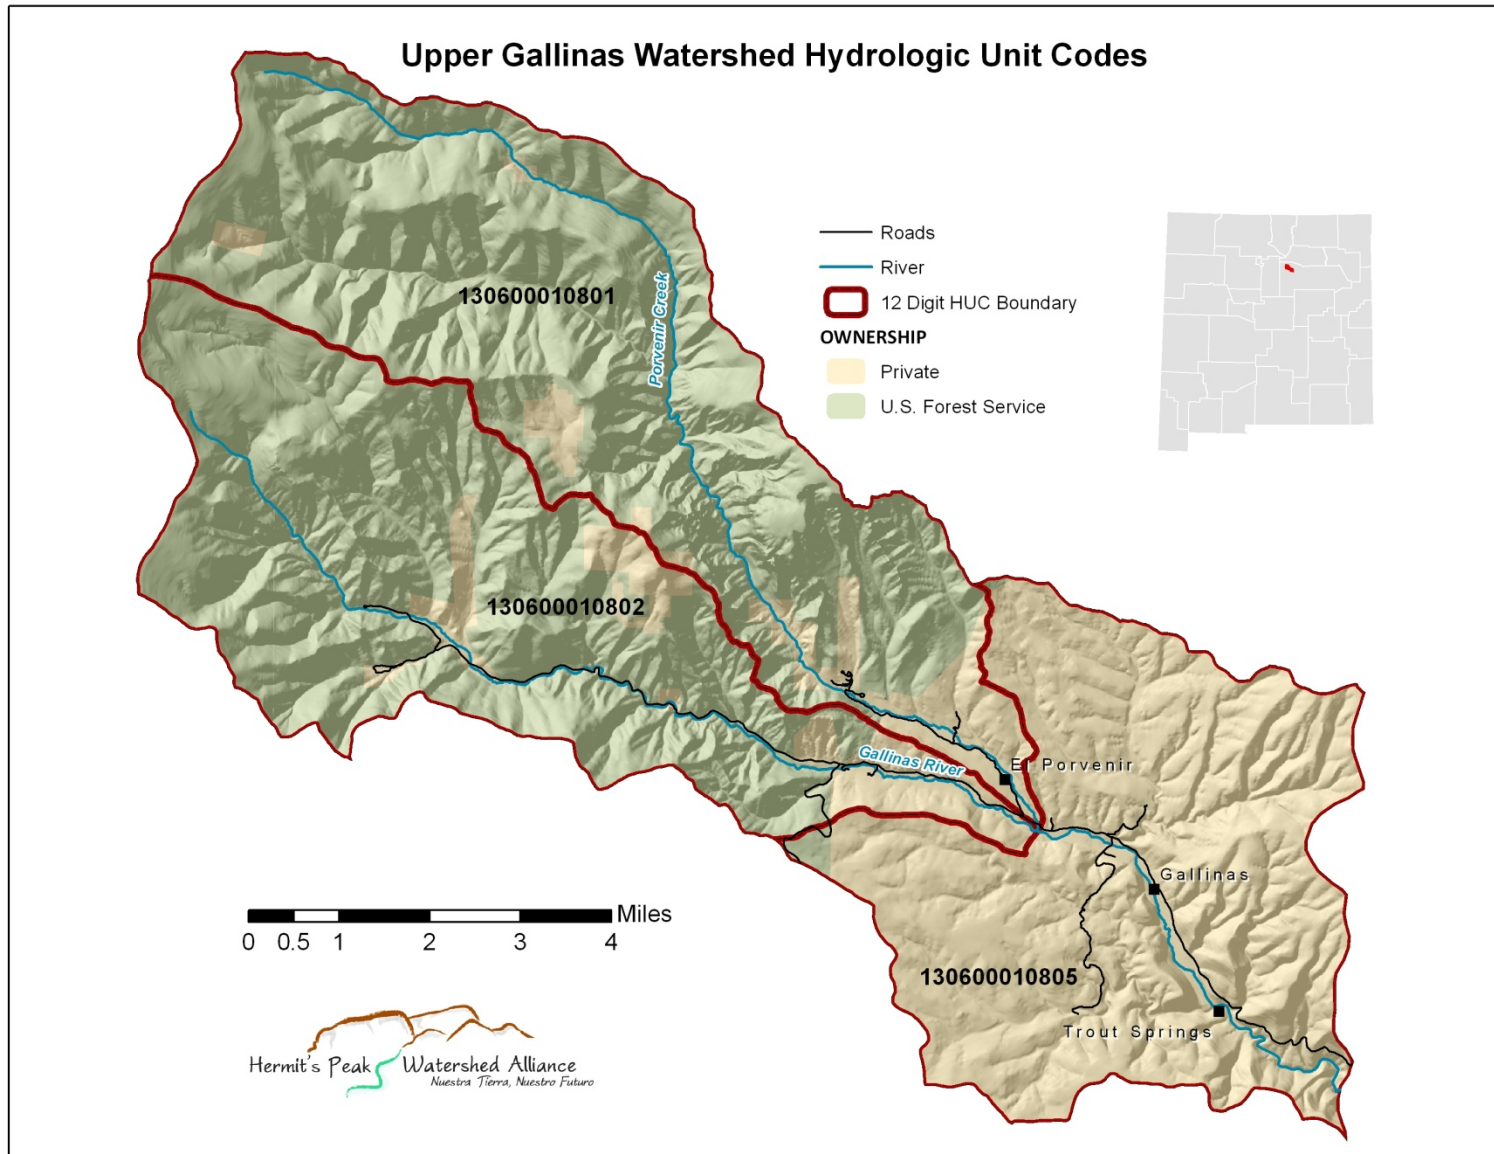 Upper Gallinas Watershed Hydrologic Unit Codes
Roads
River
12 Digit HUC Boundary
OWNERSHIP
Private
U.S. Forest Service
130600010801
Porvenir Creek
130600010802
Gallinas River
El Porvenir
Gallinas
130600010805
Trout Springs
Miles
0 0.5 1 2 3 4
Hermit's Peak Watershed Alliance
Nuestra Tierra, Nuestro Futuro